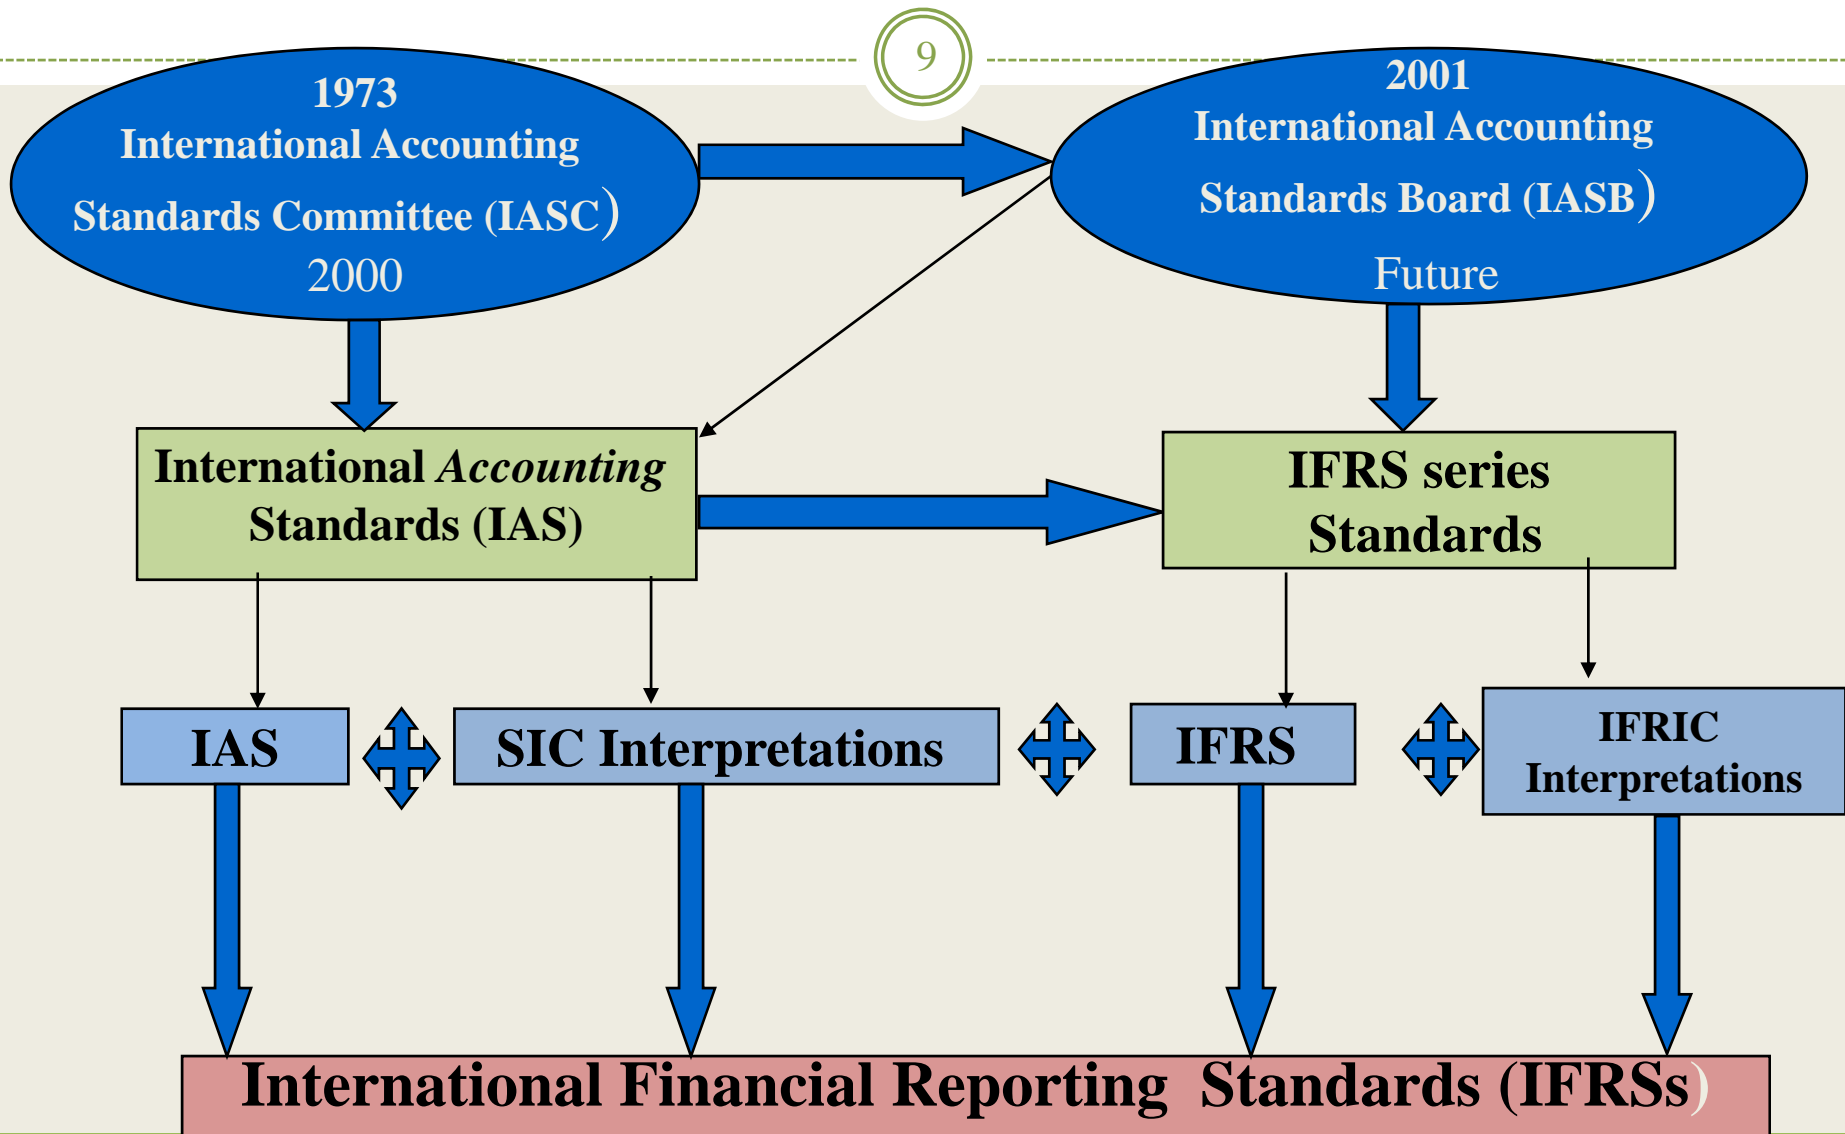 9
1973
International Accounting
Standards Committee (IASC)
2000
2001
International Accounting
Standards Board (IASB)
Future
International Accounting
Standards (IAS)
IFRS series
Standards
IAS
SIC Interpretations
IFRS
IFRIC
Interpretations
International Financial Reporting Standards (IFRSs)